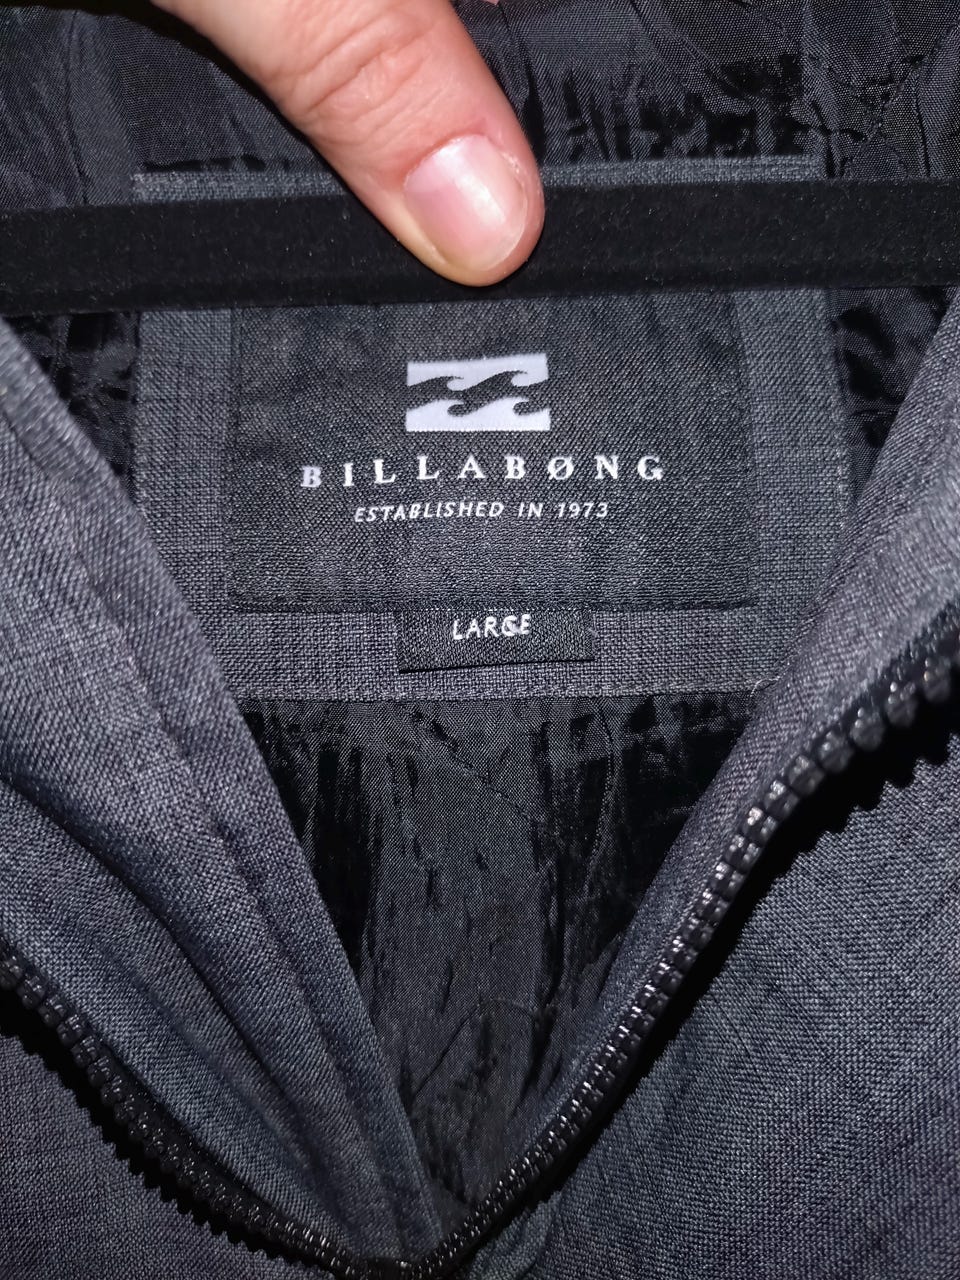 BILLABØNG
ESTABLISHED IN 1973
LARGE